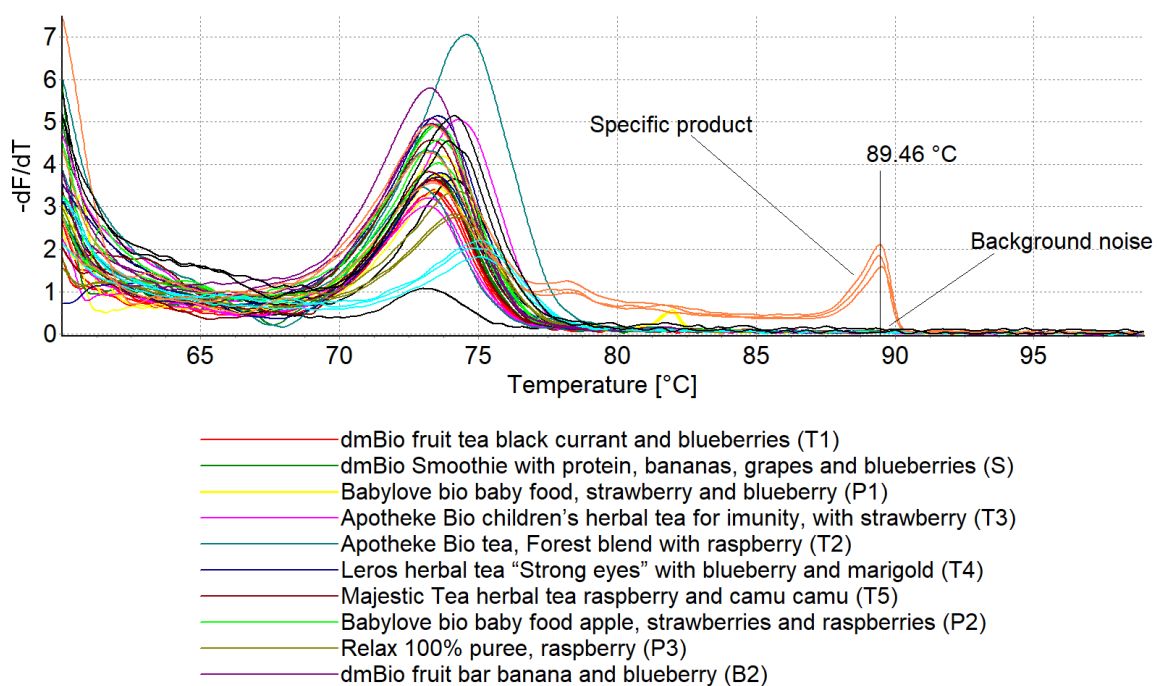 7
6
5
4
3
2
1
0
-dF/dT
Specific product
89.46 °C
Background noise
65 70 75 80 85 90 95
Temperature [°C]
dmBio fruit tea black currant and blueberries (T1)
dmBio Smoothie with protein, bananas, grapes and blueberries (S)
Babylove bio baby food, strawberry and blueberry (P1)
Apotheke Bio children's herbal tea for imunity, with strawberry (T3)
Apotheke Bio tea, Forest blend with raspberry (T2)
Leros herbal tea “Strong eyes” with blueberry and marigold (T4)
Majestic Tea herbal tea raspberry and camu camu (T5)
Babylove bio baby food apple, strawberries and raspberries (P2)
Relax 100% puree, raspberry (P3)
dmBio fruit bar banana and blueberry (B2)